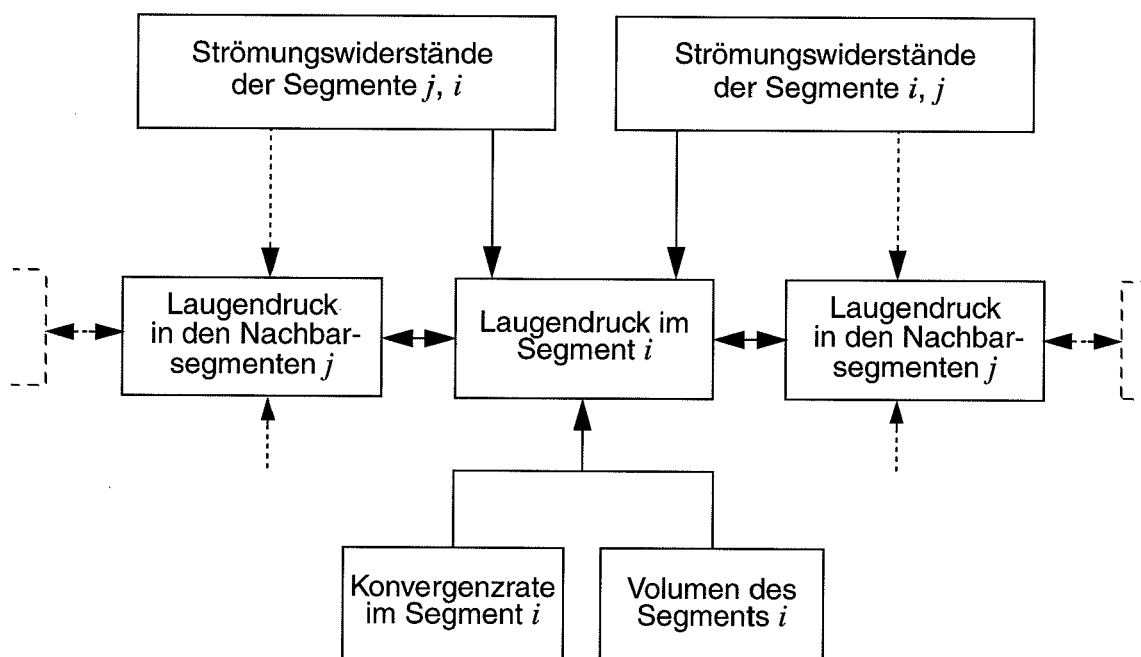 Strömungswiderstände
der Segmente j, i
Strömungswiderstände
der Segmente i, j
Laugendruck
in den Nachbar-
segmenten j
Laugendruck im
Segment i
Laugendruck
in den Nachbar-
segmenten j
Konvergenzrate
im Segment i
Volumen des
Segments i